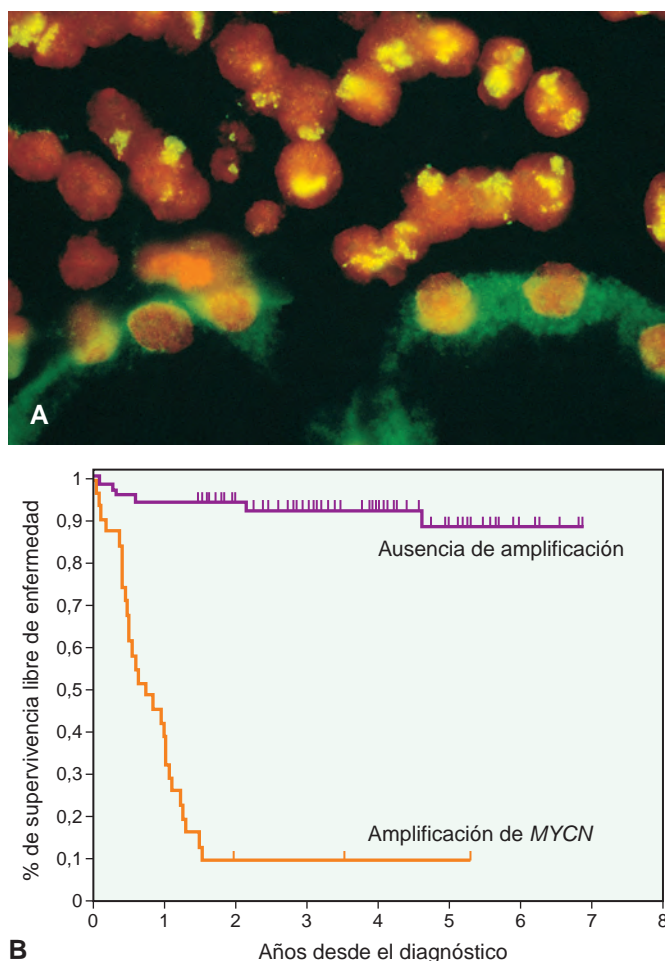 A
% de supervivencia libre de enfermedad
1
0,9
0,8
0,7
0,6
0,5
0,4
0,3
0,2
0,1
0
Ausencia de amplificación
Amplificación de MYCN
0 1 2 3 4 5 6 7 8
B
Años desde el diagnóstico